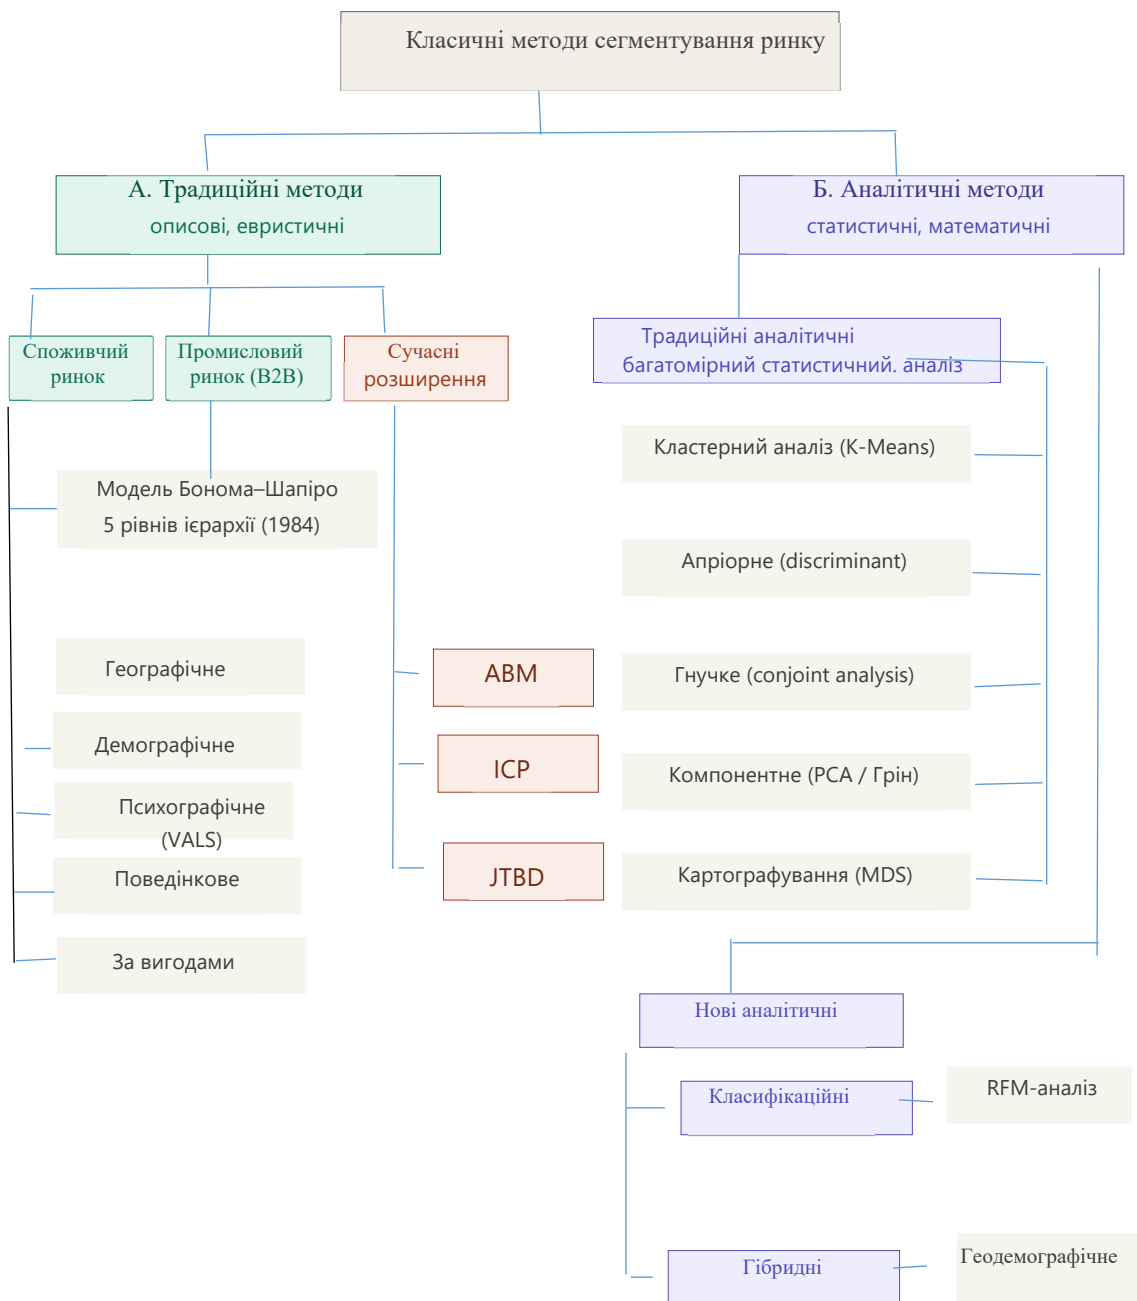 Класичні методи сегментування ринку
А. Традиційні методи
описові, евристичні
Б. Аналітичні методи
статистичні, математичні
Споживчий
ринок
Промисловий
ринок (B2B)
Сучасні
розширення
Традиційні аналітичні
багатомірний статистичний. аналіз
Модель Бонома–Шапіро
5 рівнів ієрархії (1984)
Географічне
Демографічне
Психографічне
(VALS)
Поведінкове
За вигодами
ABM
ICP
JTBD
Кластерний аналіз (K-Means)
Апріорне (discriminant)
Гнучке (conjoint analysis)
Компонентне (PCA / Грін)
Картографування (MDS)
Нові аналітичні
Класифікаційні
RFM-аналіз
Гібридні
Геодемографічне